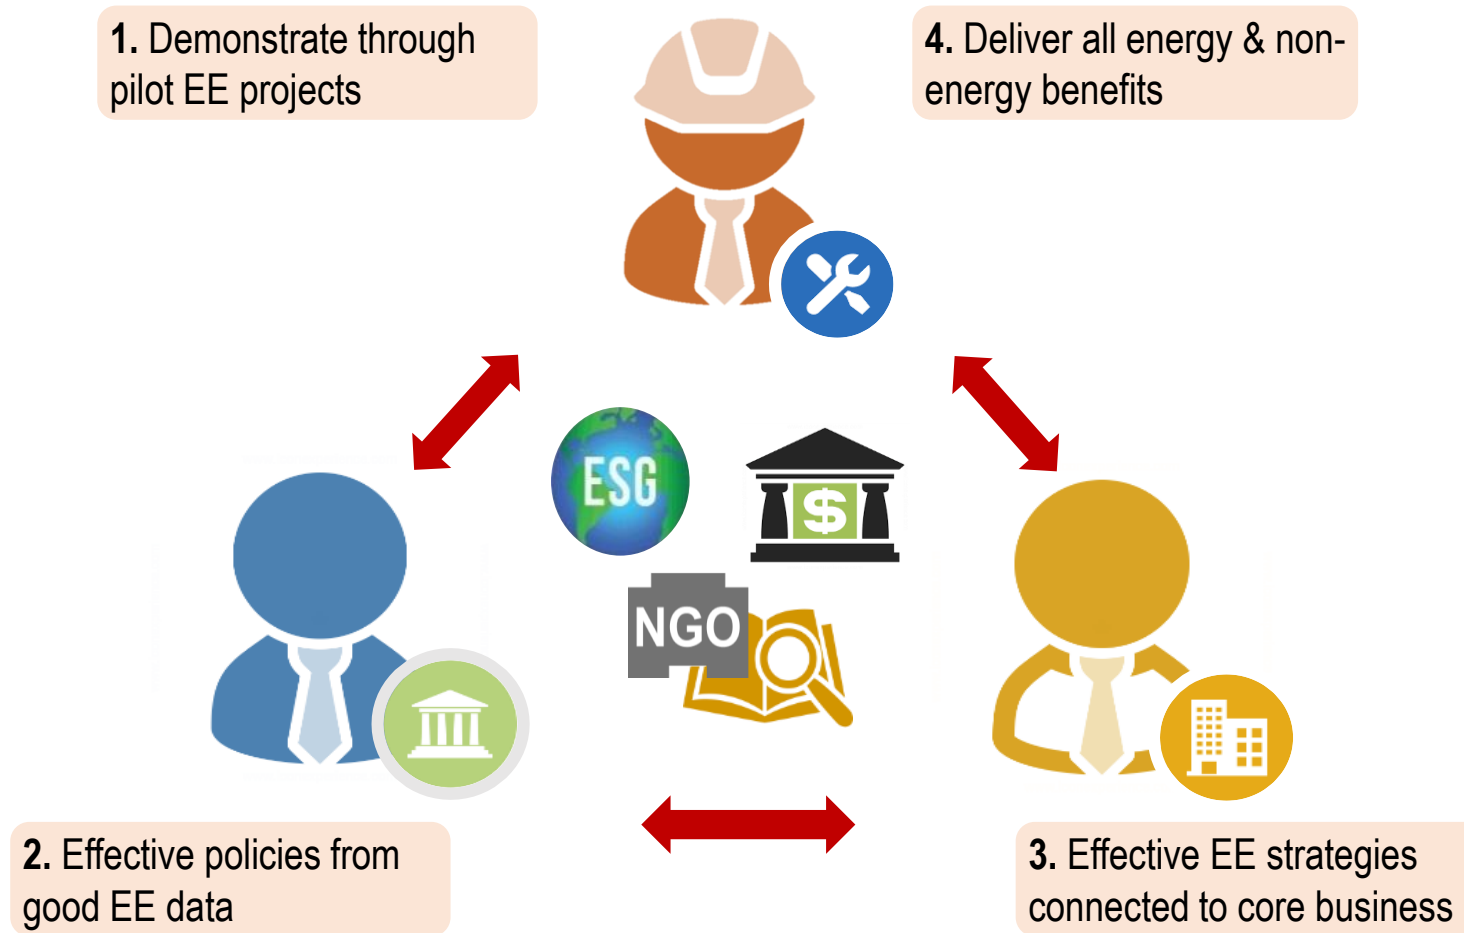 1. Demonstrate through
pilot EE projects
4. Deliver all energy & non-
energy benefits
ESG
$
NGO
2. Effective policies from
good EE data
3. Effective EE strategies
connected to core business